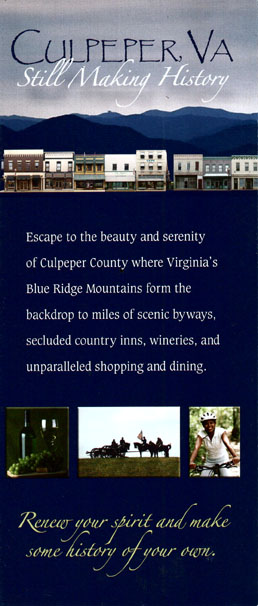 CULPEPER, VA
Still Making History
Escape to the beauty and serenity
of Culpeper County where Virginia's
Blue Ridge Mountains form the
backdrop to miles of scenic byways,
secluded country inns, wineries, and
unparalleled shopping and dining.
Renew your spirit and make
some history of your own.